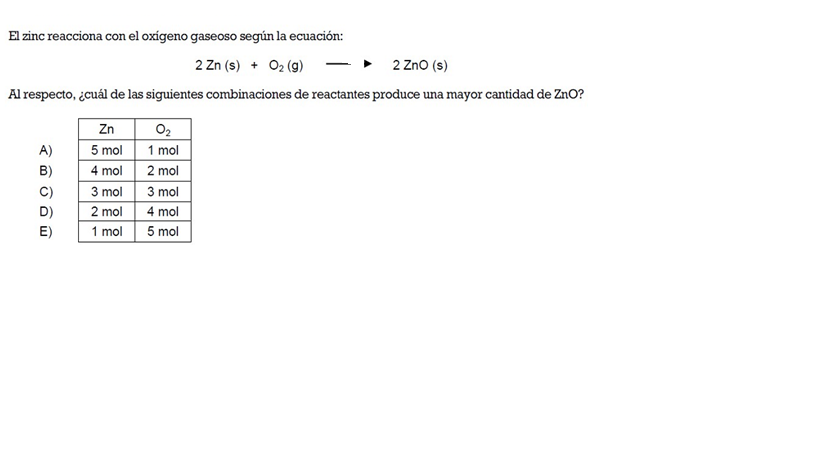 El zinc reacciona con el oxígeno gaseoso según la ecuación:
2 Zn (s) + O₂ (g) ⟶ 2 ZnO (s)
Al respecto, ¿cuál de las siguientes combinaciones de reactantes produce una mayor cantidad de ZnO?
Zn O₂
A) 5 mol 1 mol
B) 4 mol 2 mol
C) 3 mol 3 mol
D) 2 mol 4 mol
E) 1 mol 5 mol